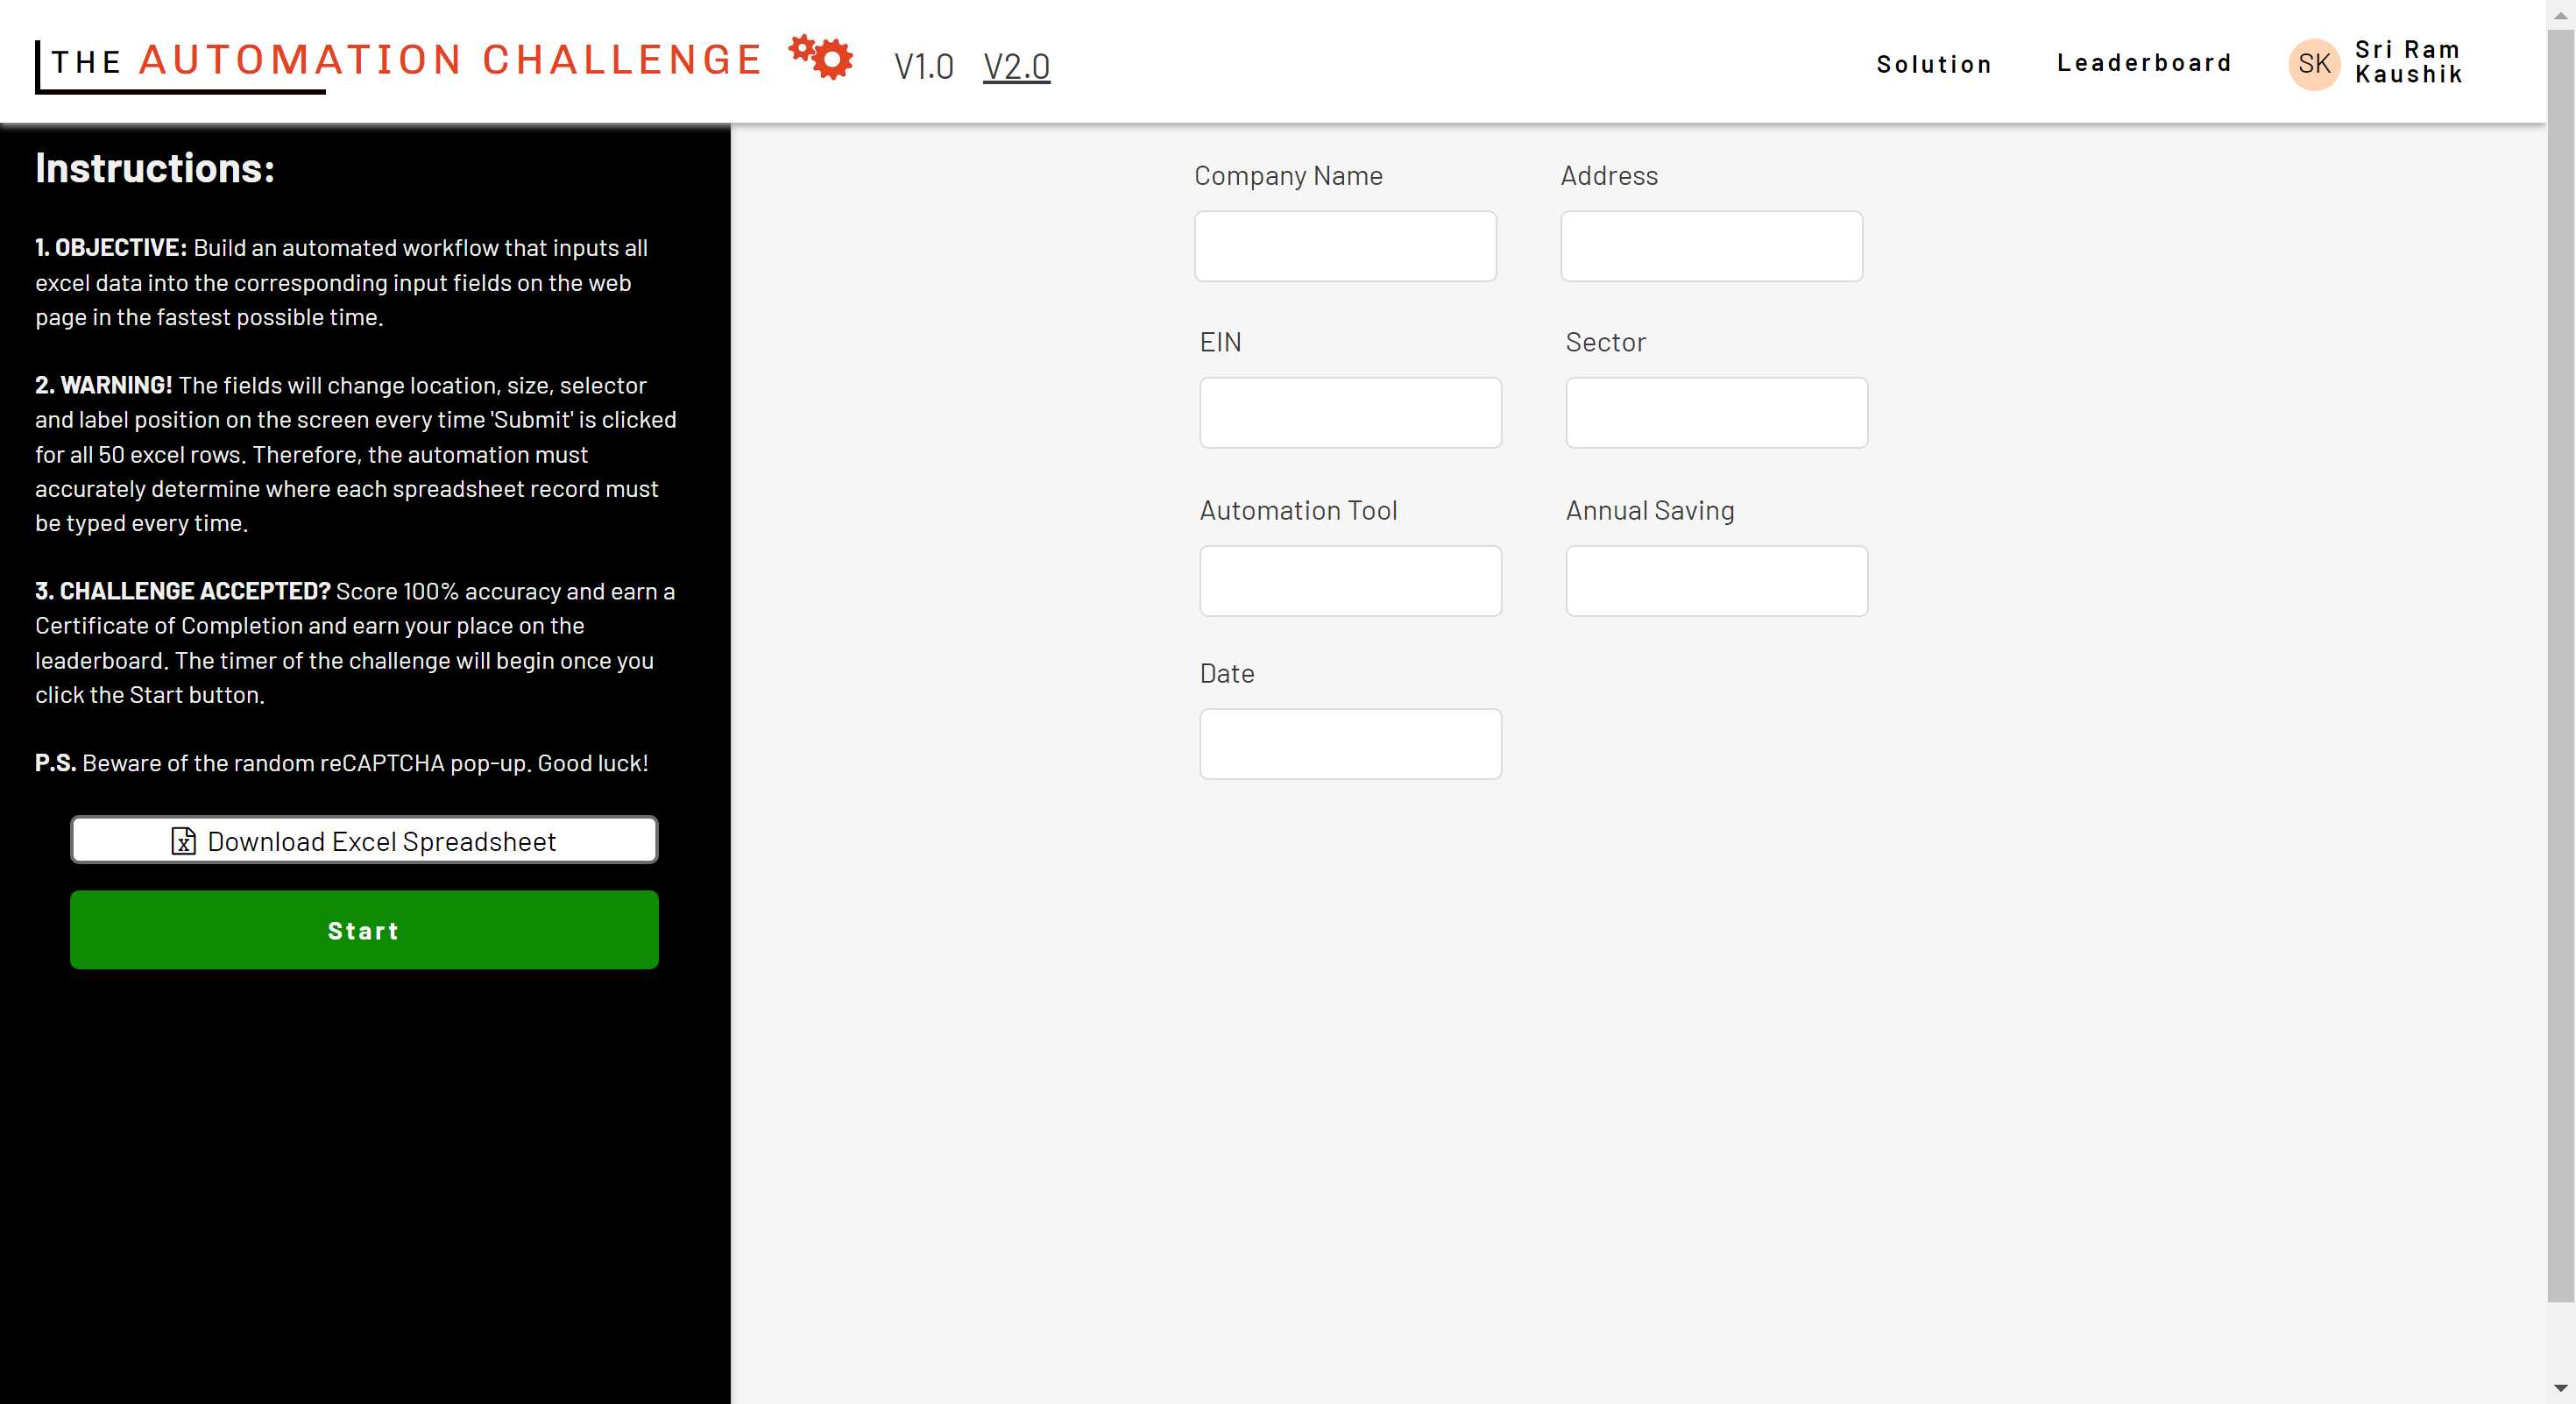 THE AUTOMATION CHALLENGE
V1.0 V2.0
Solution
Leaderboard
SK
Sri Ram
Kaushik
Instructions:
1. OBJECTIVE: Build an automated workflow that inputs all
excel data into the corresponding input fields on the web
page in the fastest possible time.
2. WARNING! The fields will change location, size, selector
and label position on the screen every time 'Submit' is clicked
for all 50 excel rows. Therefore, the automation must
accurately determine where each spreadsheet record must
be typed every time.
3. CHALLENGE ACCEPTED? Score 100% accuracy and earn a
Certificate of Completion and earn your place on the
leaderboard. The timer of the challenge will begin once you
click the Start button.
P.S. Beware of the random reCAPTCHA pop-up. Good luck!
Download Excel Spreadsheet
Start
Company Name
Address
EIN
Sector
Automation Tool
Annual Saving
Date